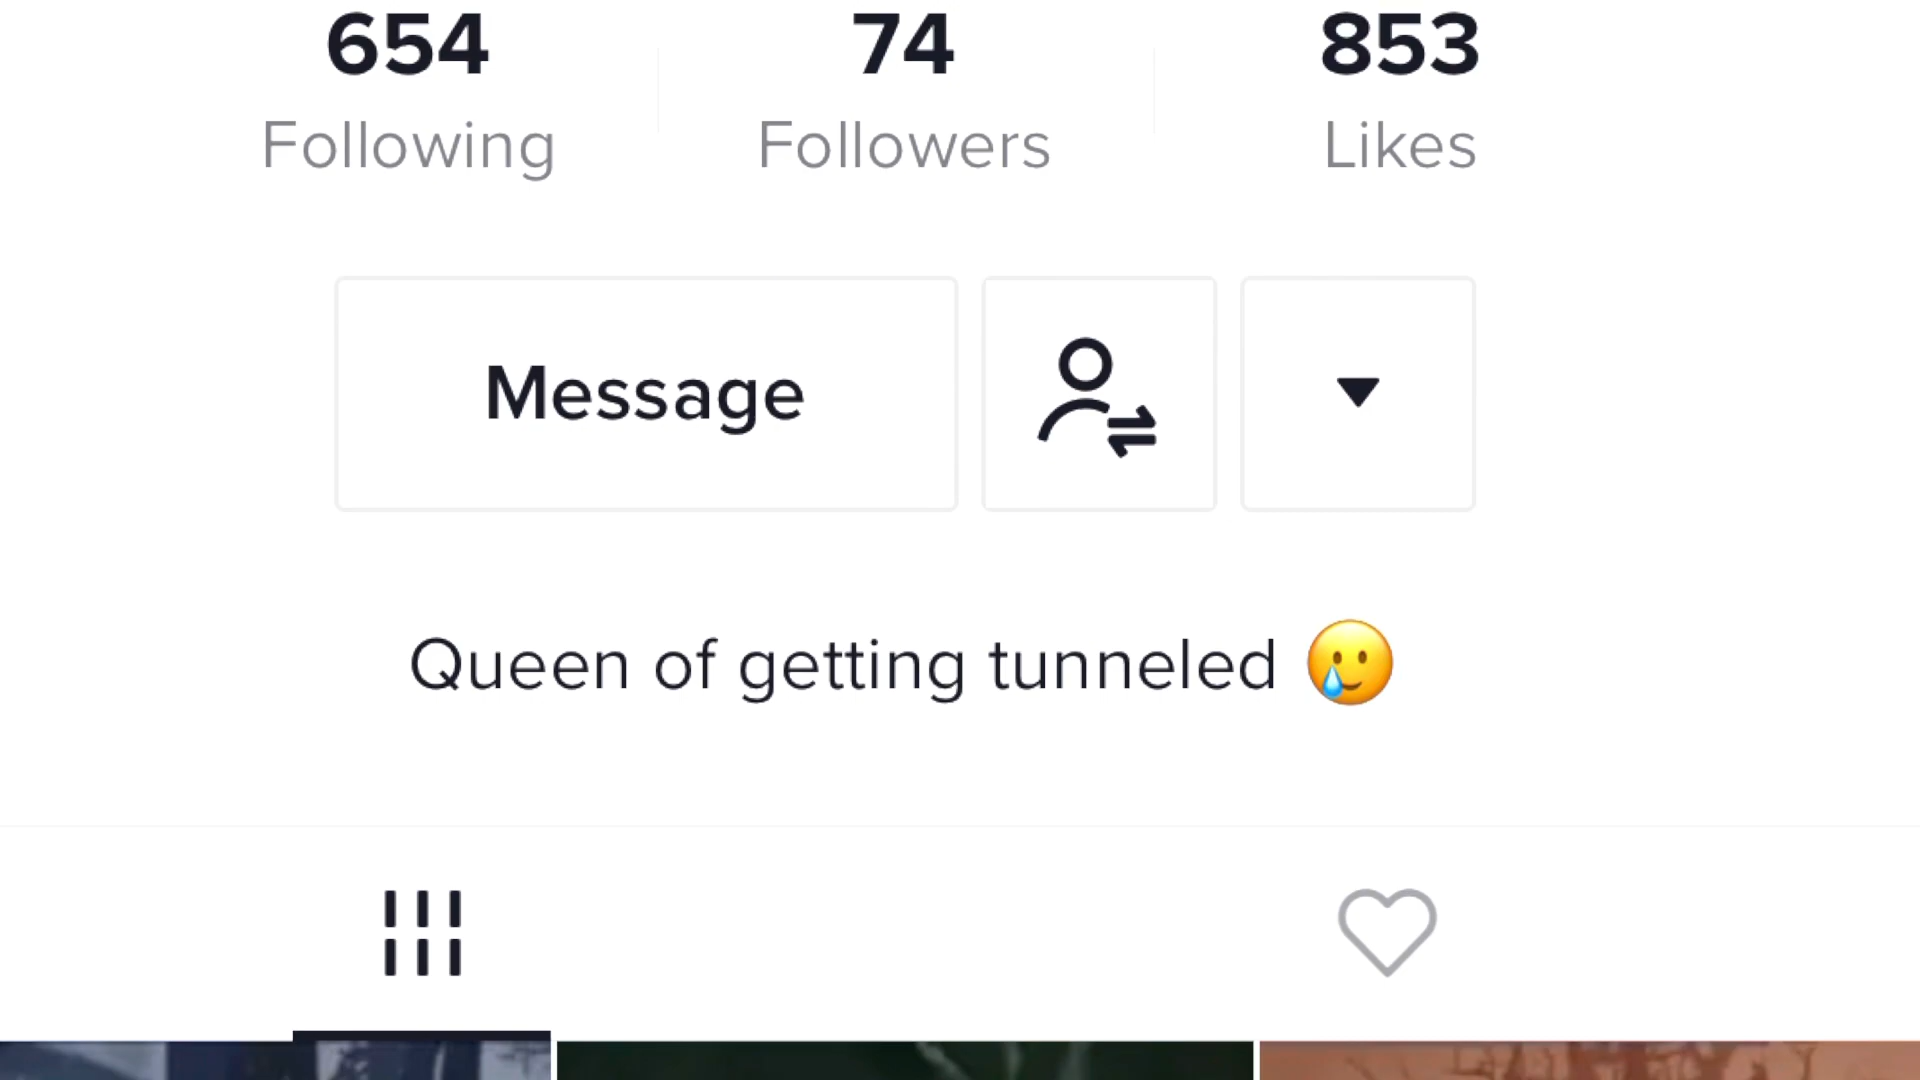 654 74 853
Following Followers Likes
Message
Queen of getting tunneled 🥲